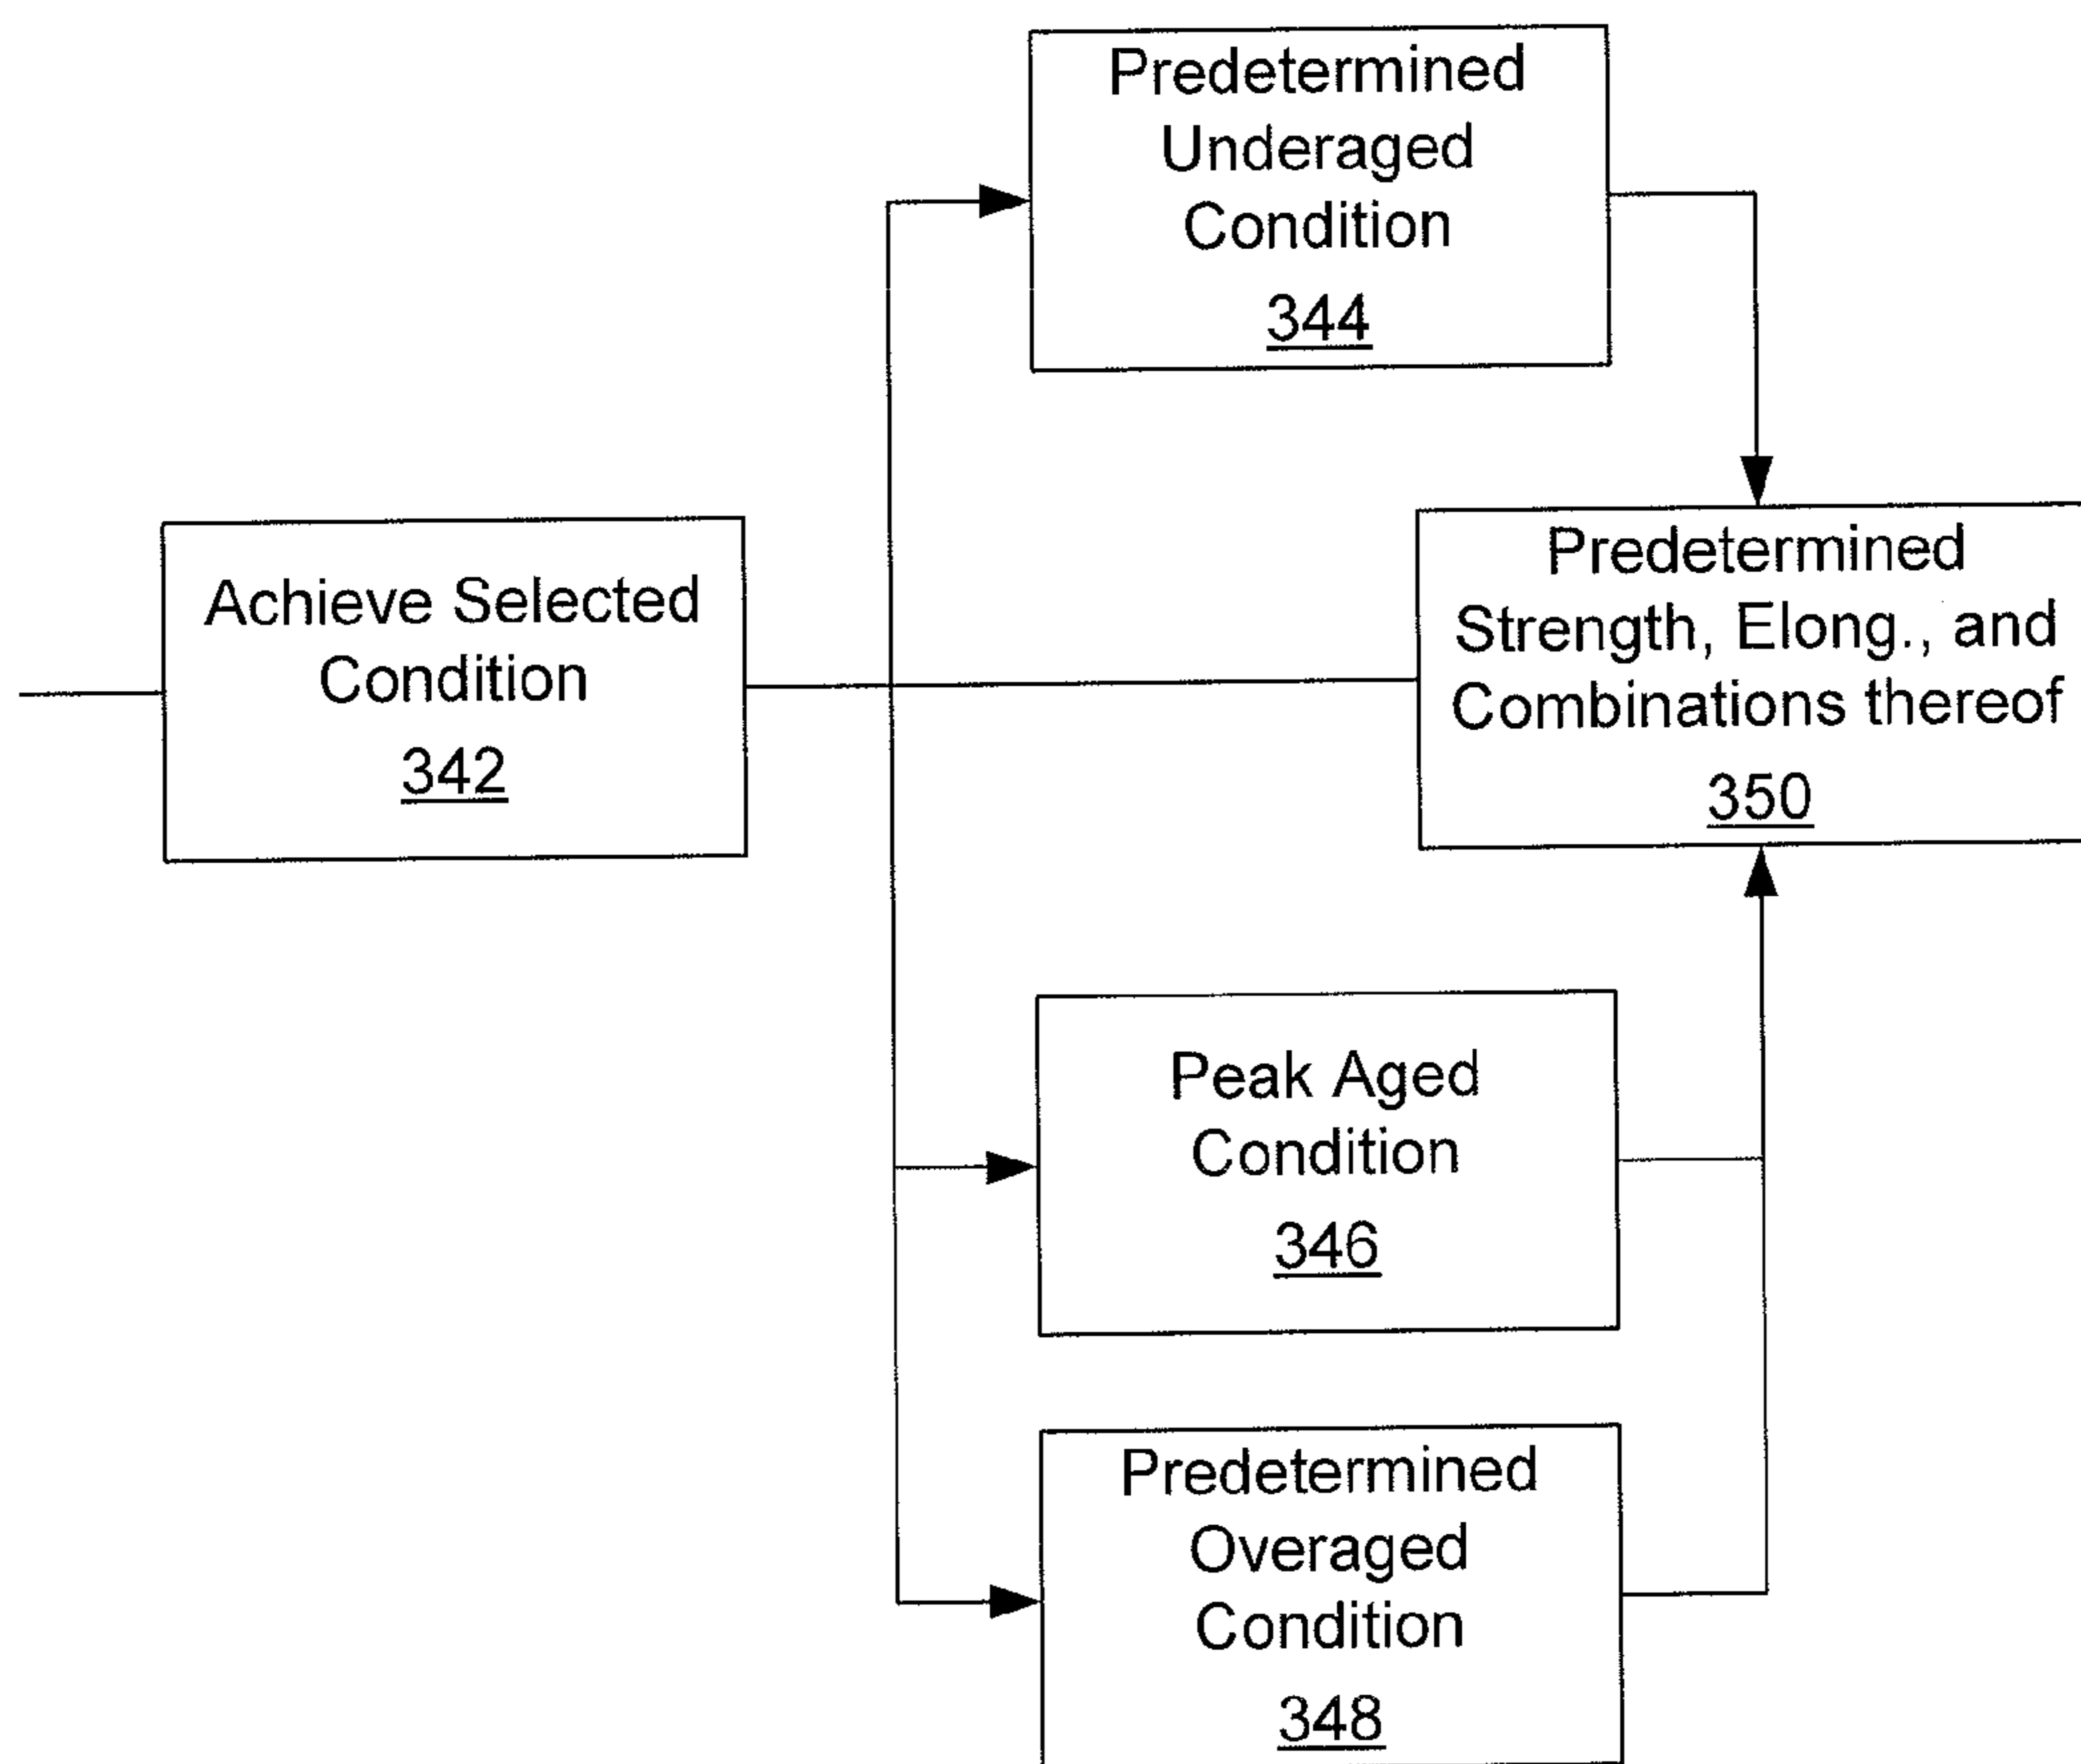 Predetermined
Underaged
Condition
344
Achieve Selected
Condition
342
Predetermined
Strength, Elong., and
Combinations thereof
350
Peak Aged
Condition
346
Predetermined
Overaged
Condition
348